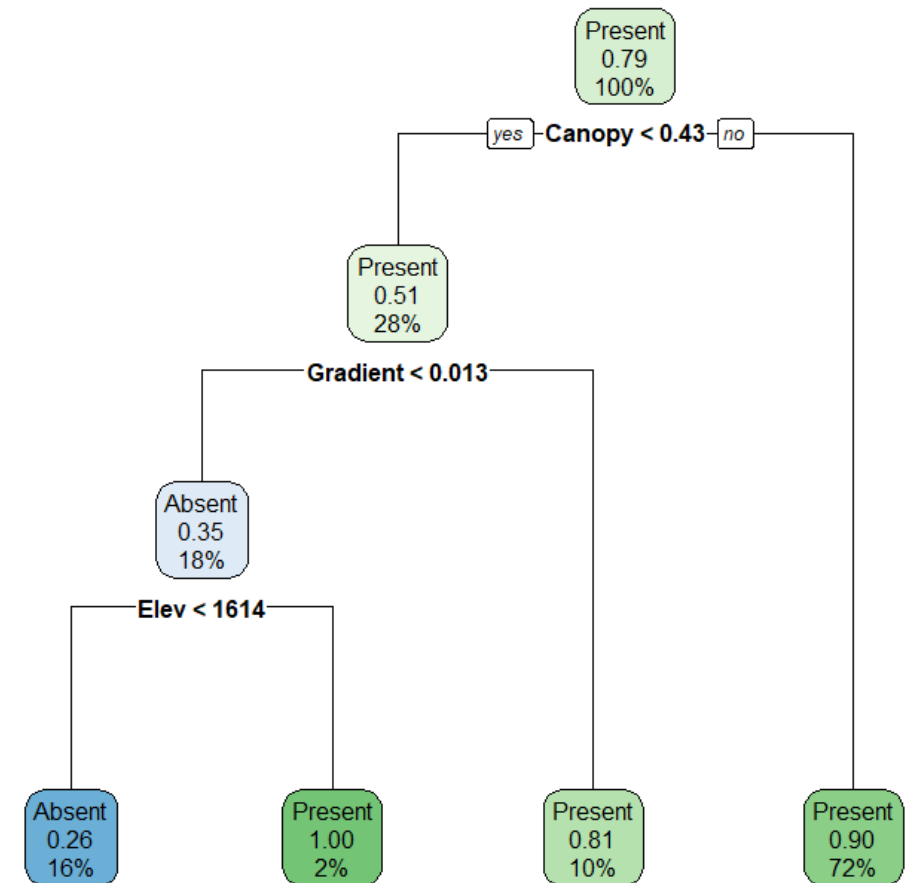 Present
0.79
100%
yes Canopy < 0.43 no
Present
0.51
28%
Gradient < 0.013
Absent
0.35
18%
Elev < 1614
Absent
0.26
16%
Present
1.00
2%
Present
0.81
10%
Present
0.90
72%